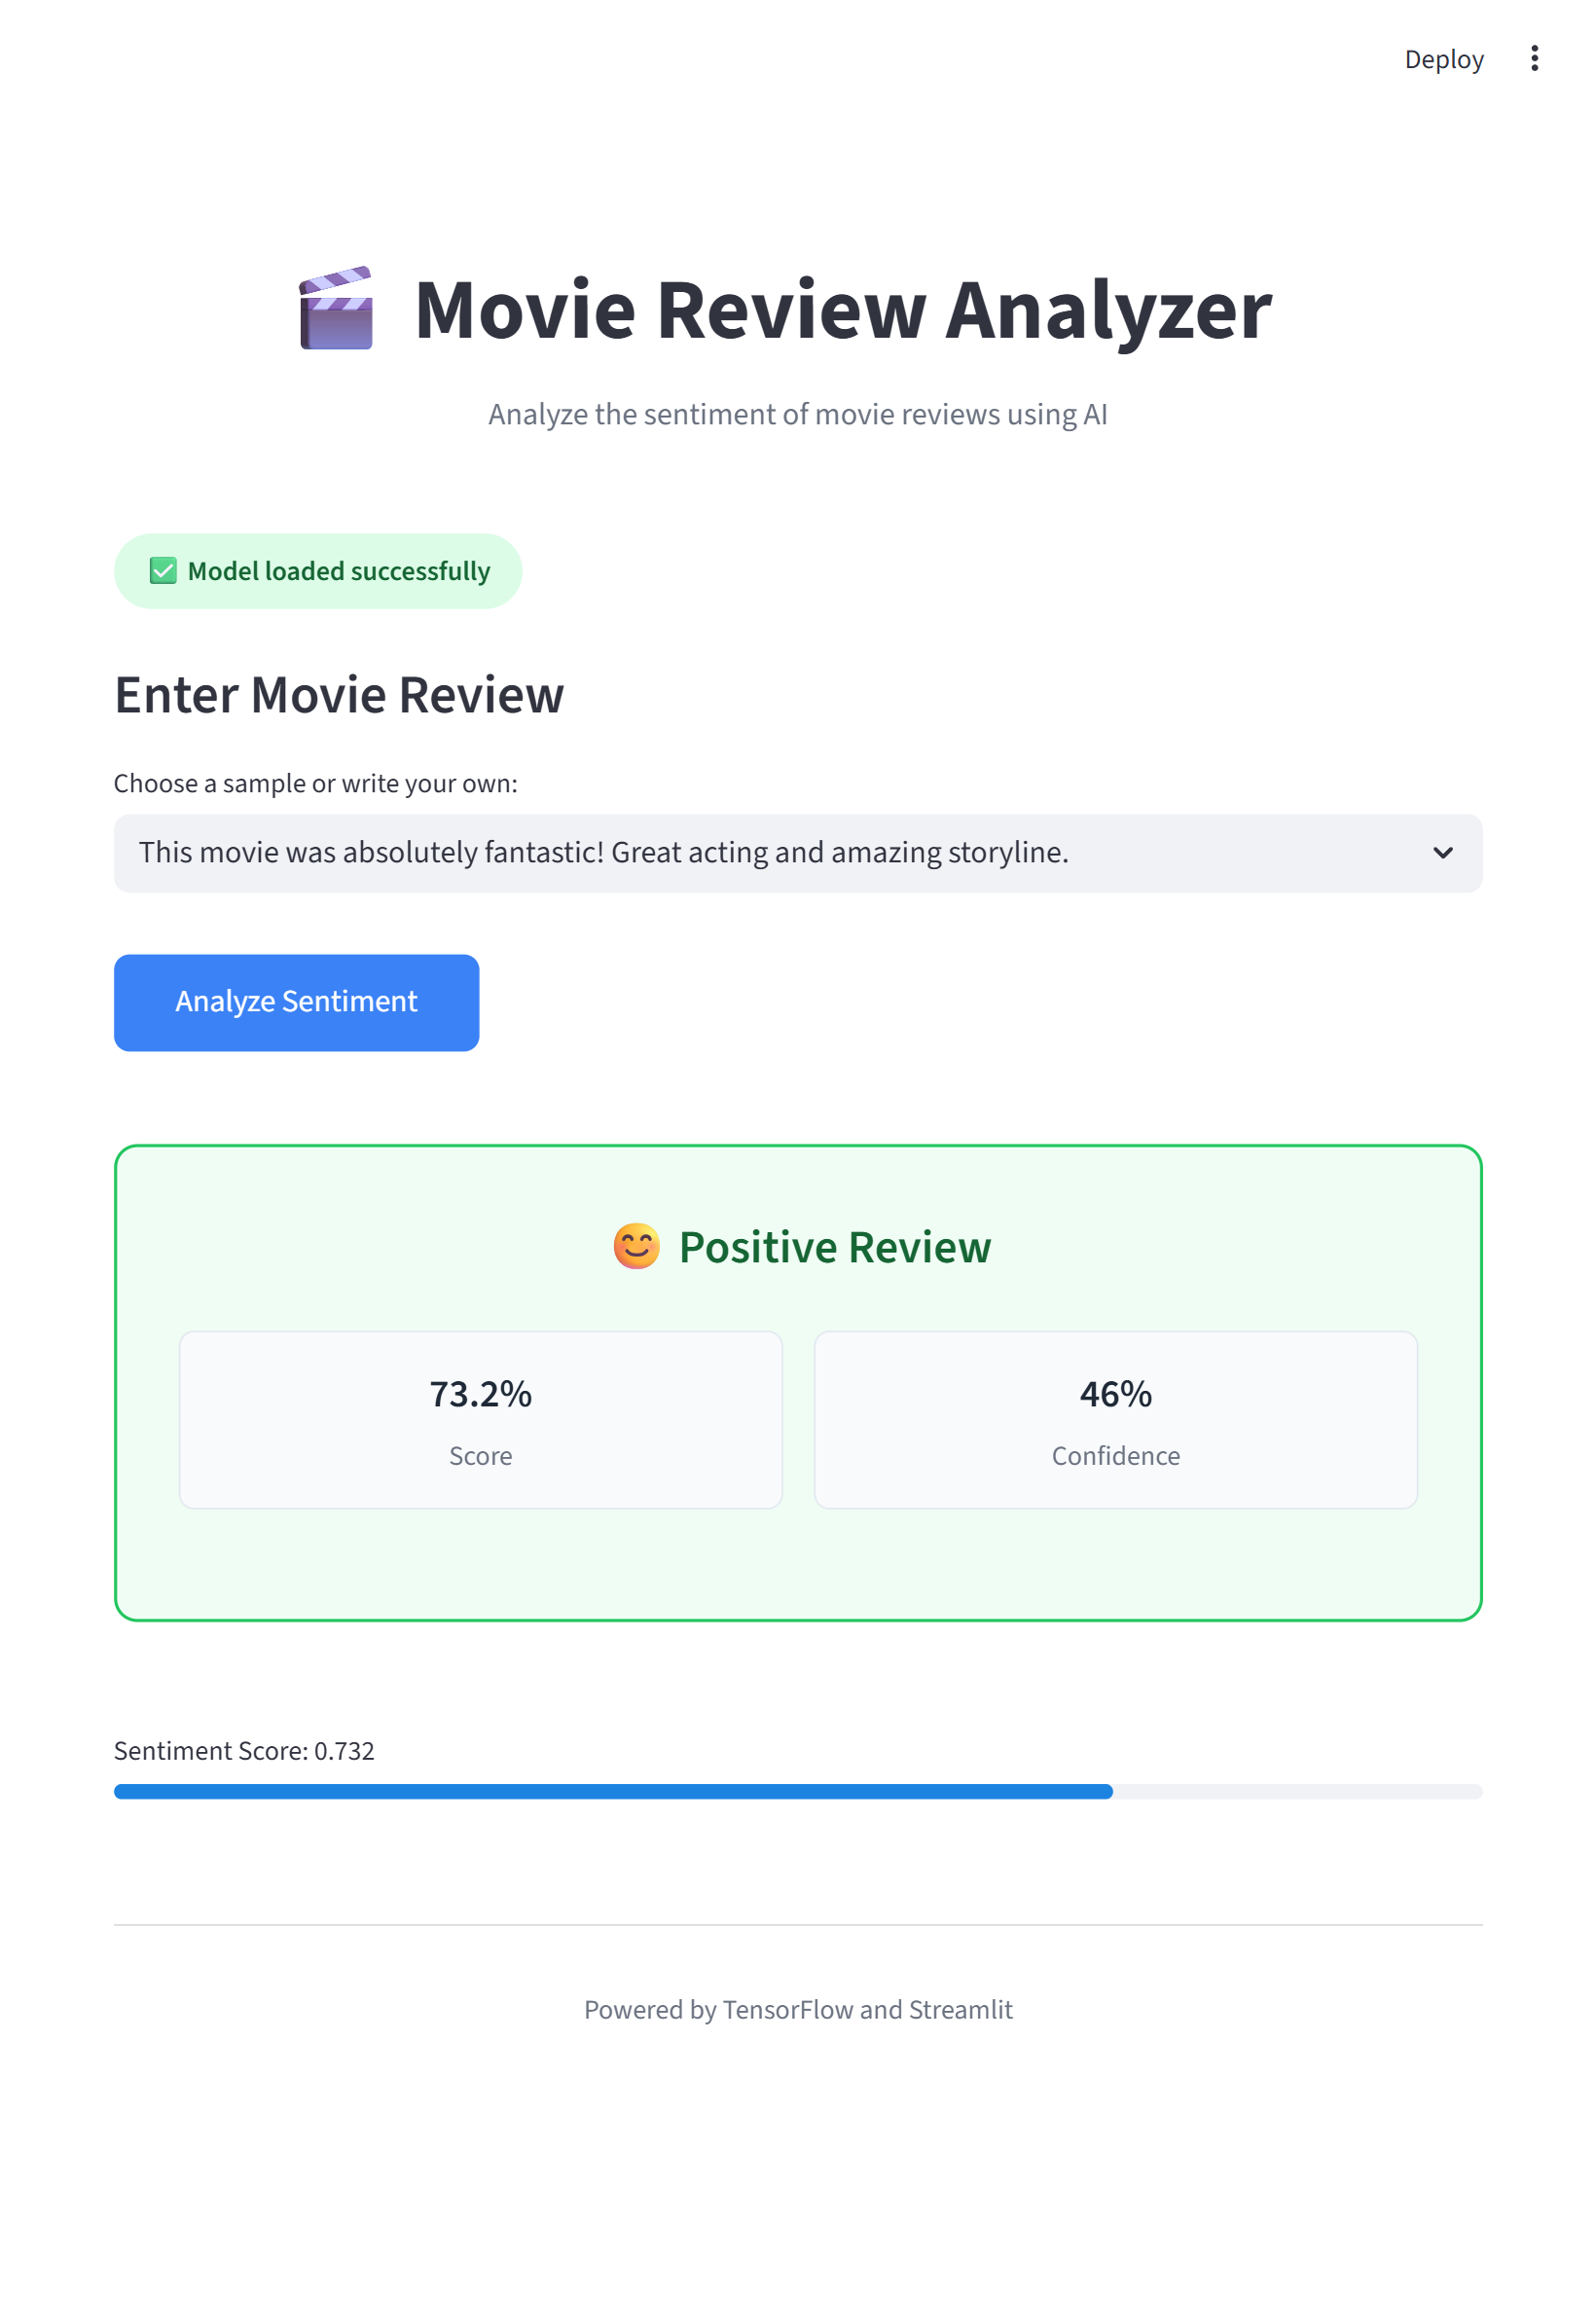 Deploy
Movie Review Analyzer
Analyze the sentiment of movie reviews using AI
Model loaded successfully
Enter Movie Review
Choose a sample or write your own:
This movie was absolutely fantastic! Great acting and amazing storyline.
Analyze Sentiment
Positive Review
73.2%
Score
46%
Confidence
Sentiment Score: 0.732
Powered by TensorFlow and Streamlit